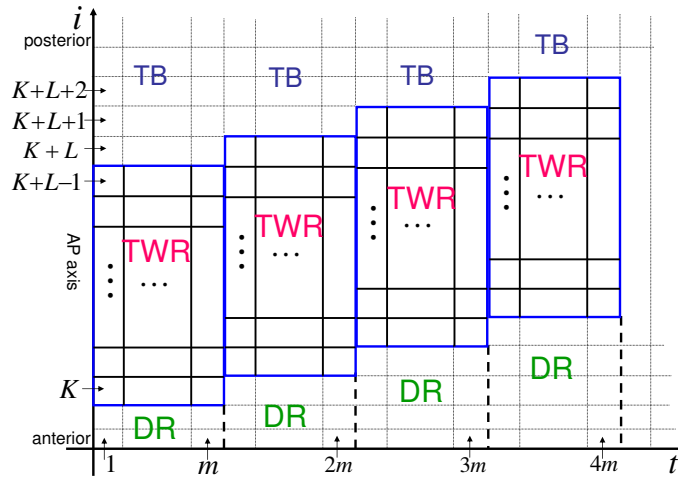 i
posterior
TB
TB
TB
TB
K+L+2
K+L+1
K+L
K+L−1
TWR
...
TWR
...
TWR
...
TWR
...
AP axis
K
DR
DR
DR
DR
anterior
1
m
2m
3m
4m
t